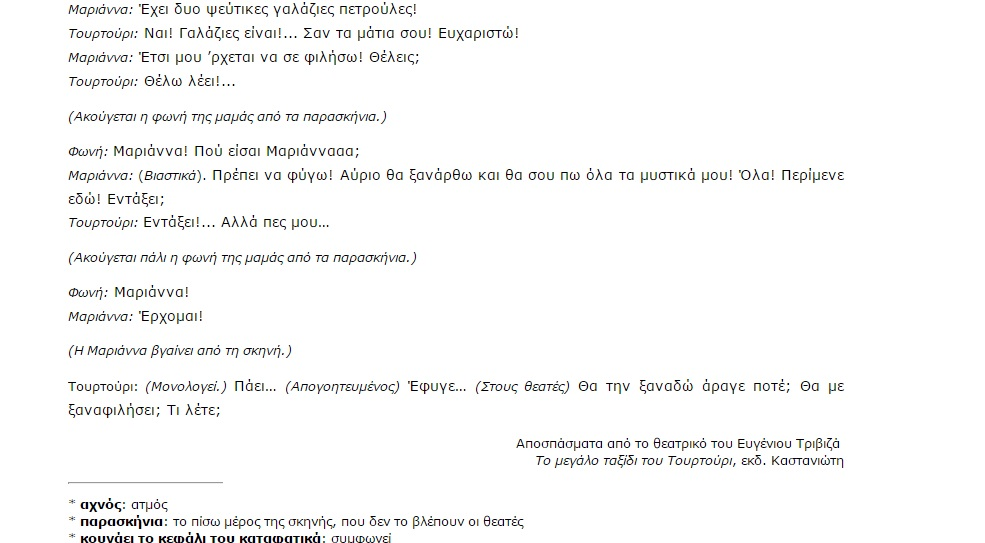 Μαριάννα: Έχει δυο ψεύτικες γαλάζιες πετρούλες!
Τουρτούρι: Ναι! Γαλάζιες είναι!... Σαν τα μάτια σου! Ευχαριστώ!
Μαριάννα: Έτσι μου ’ρχεται να σε φιλήσω! Θέλεις;
Τουρτούρι: Θέλω λέει!...
(Ακούγεται η φωνή της μαμάς από τα παρασκήνια.)
Φωνή: Μαριάννα! Πού είσαι Μαριάννααα;
Μαριάννα: (Βιαστικά). Πρέπει να φύγω! Αύριο θα ξανάρθω και θα σου πω όλα τα μυστικά μου! Όλα! Περίμενε
εδώ! Εντάξει;
Τουρτούρι: Εντάξει!... Αλλά πες μου…
(Ακούγεται πάλι η φωνή της μαμάς από τα παρασκήνια.)
Φωνή: Μαριάννα!
Μαριάννα: Έρχομαι!
(Η Μαριάννα βγαίνει από τη σκηνή.)
Τουρτούρι: (Μονολογεί.) Πάει… (Απογοητευμένος) Έφυγε… (Στους θεατές) Θα την ξαναδώ άραγε ποτέ; Θα με
ξαναφιλήσει; Τι λέτε;
Αποσπάσματα από το θεατρικό του Ευγένιου Τριβιζά
Το μεγάλο ταξίδι του Τουρτούρι, εκδ. Καστανιώτη
* αχνός: ατμός
* παρασκήνια: το πίσω μέρος της σκηνής, που δεν το βλέπουν οι θεατές
* κουνάει το κεφάλι του καταφατικά: συμφωνεί